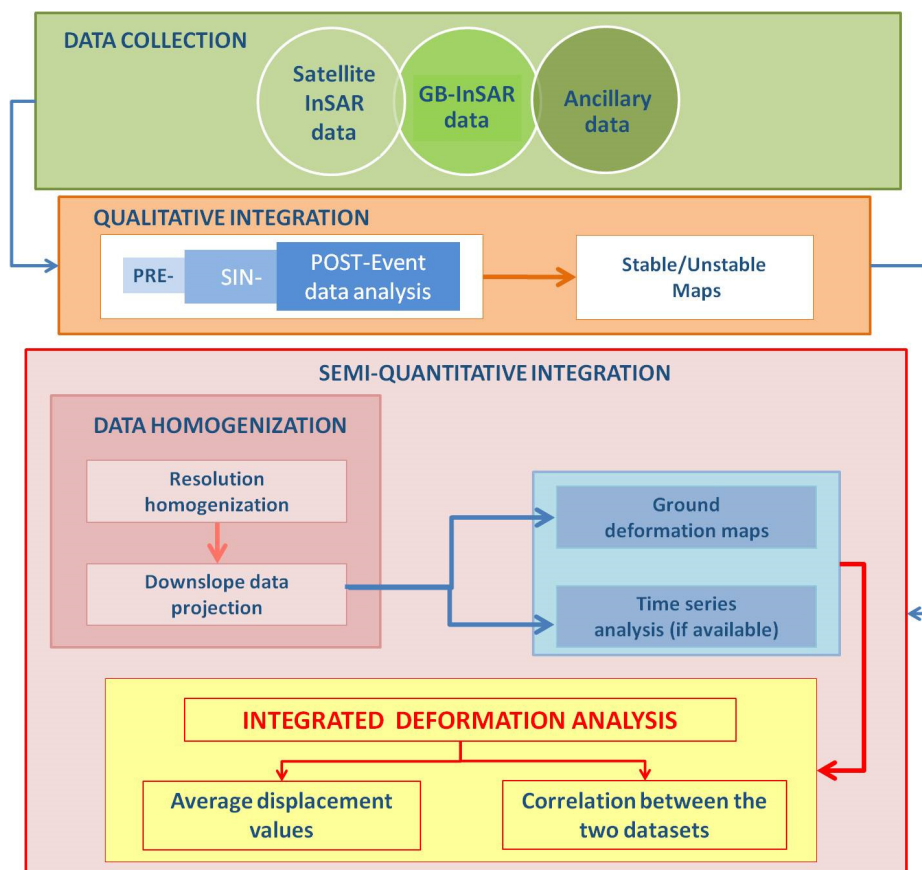 DATA COLLECTION
Satellite
InSAR
data
GB-InSAR
data
Ancillary
data
QUALITATIVE INTEGRATION
PRE-
SIN-
POST-Event
data analysis
Stable/Unstable
Maps
SEMI-QUANTITATIVE INTEGRATION
DATA HOMOGENIZATION
Resolution
homogenization
Downslope data
projection
Ground
deformation maps
Time series
analysis (if available)
INTEGRATED DEFORMATION ANALYSIS
Average displacement
values
Correlation between the
two datasets